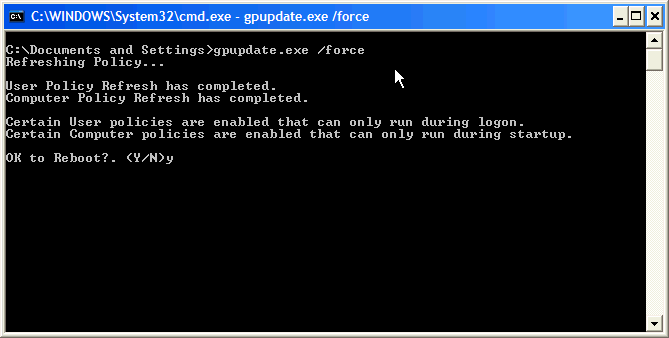 C:\WINDOWS\System32\cmd.exe - gpupdate.exe /force
C:\Documents and Settings>gpupdate.exe /force
Refreshing Policy...
User Policy Refresh has completed.
Computer Policy Refresh has completed.
Certain User policies are enabled that can only run during logon.
Certain Computer policies are enabled that can only run during startup.
OK to Reboot?. (Y/N)y